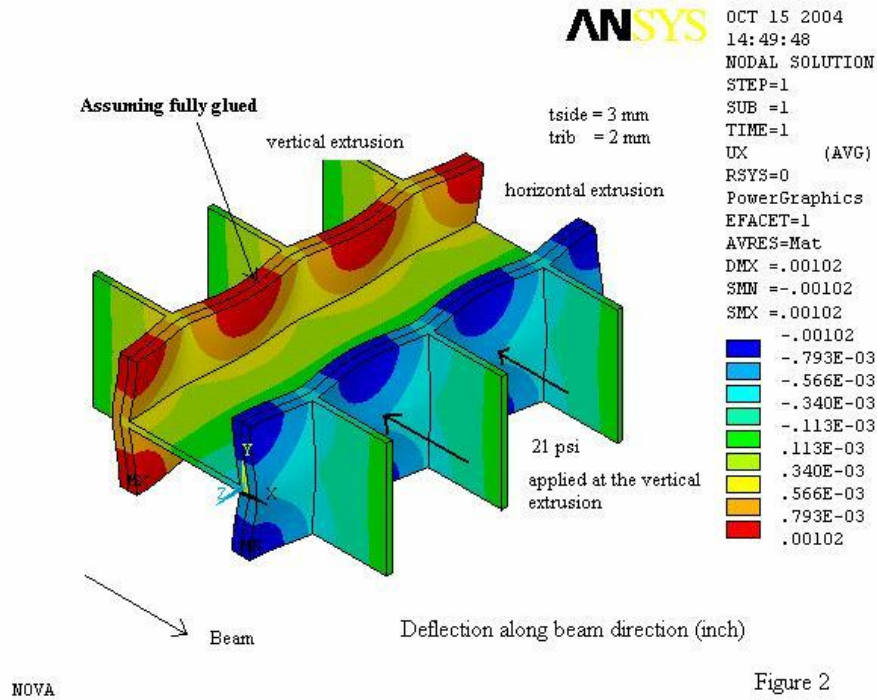 ANSYS
OCT 15 2004
14:49:48
NODAL SOLUTION
STEP=1
SUB =1
TIME=1
UX (AVG)
RSYS=0
PowerGraphics
EFACET=1
AVRES=Mat
DMX =.00102
SMN =-.00102
SMX =.00102
-.00102
-.793E-03
-.566E-03
-.340E-03
-.113E-03
.113E-03
.340E-03
.566E-03
.793E-03
.00102
Assuming fully glued
vertical extrusion
tside = 3 mm
trib = 2 mm
horizontal extrusion
21 psi
applied at the vertical
extrusion
Y
Z
X
Beam
Deflection along beam direction (inch)
NOVA
Figure 2